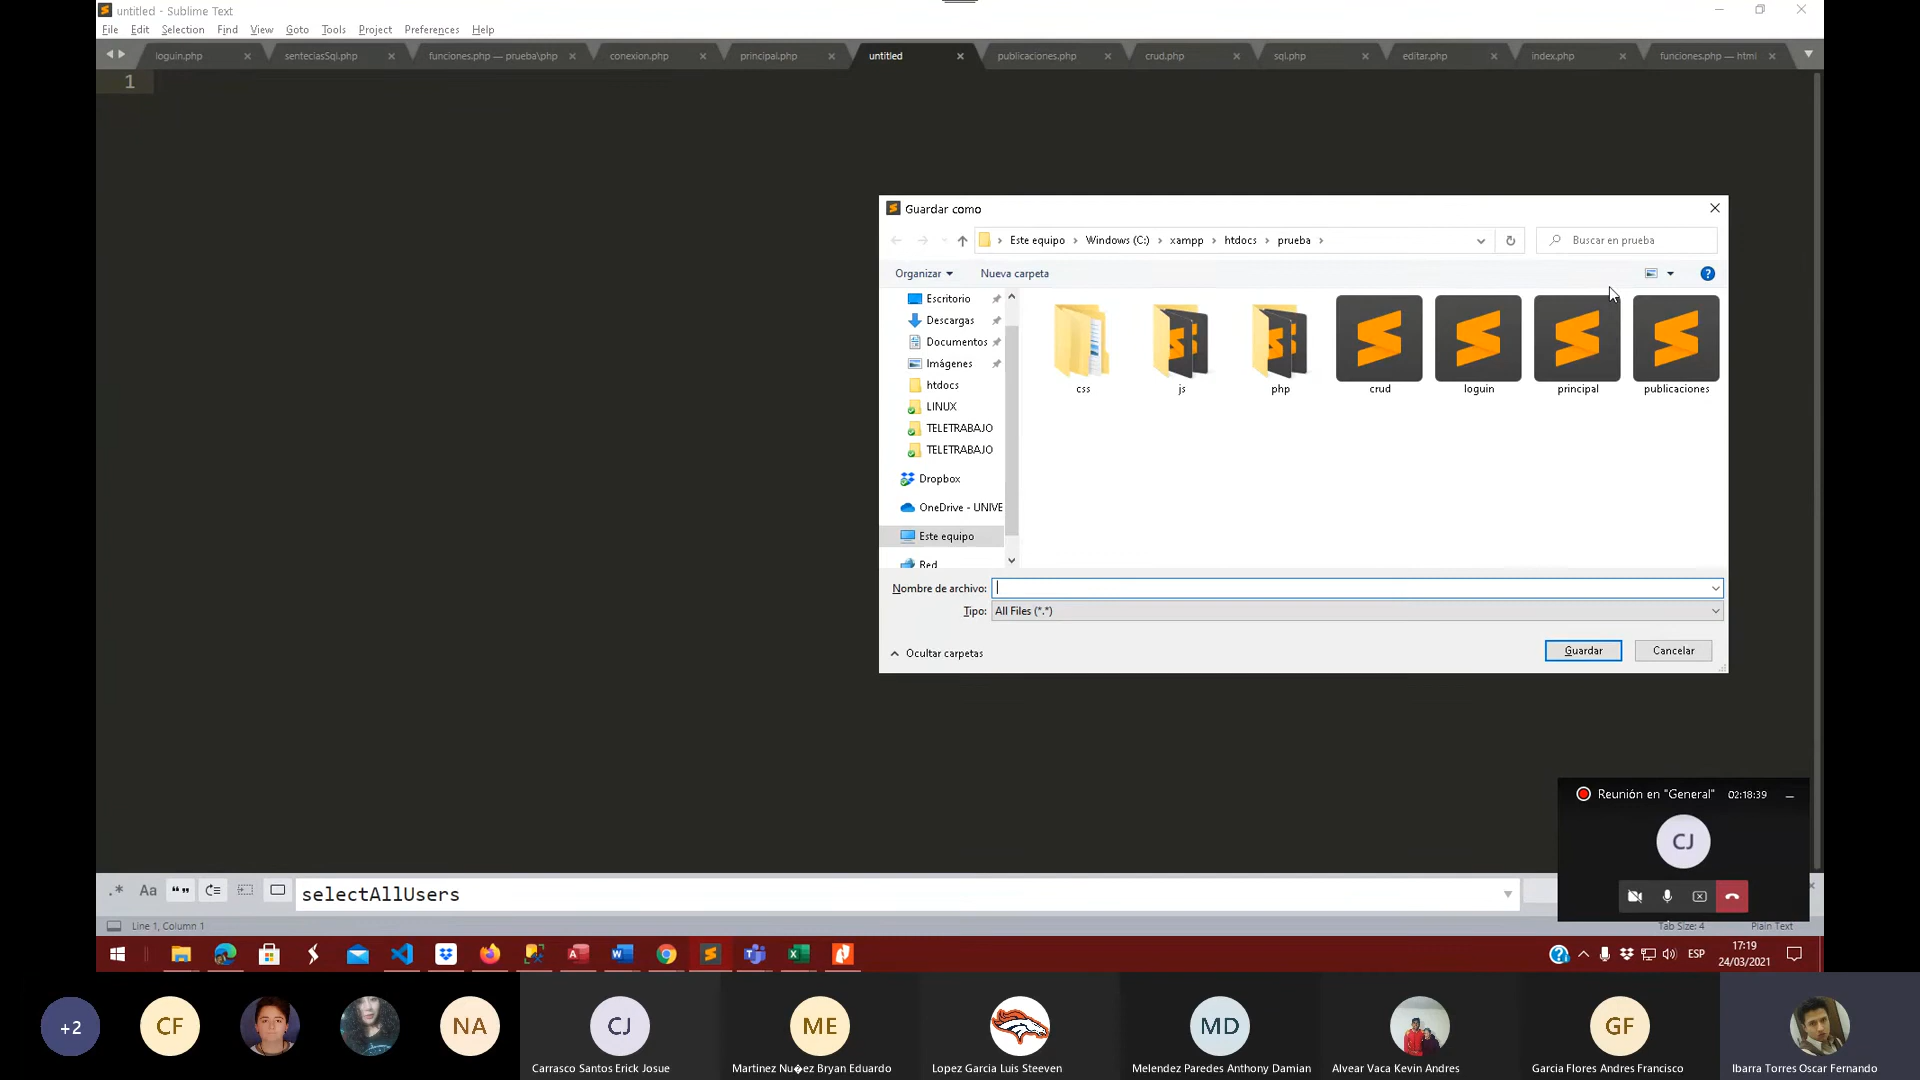 untitled - Sublime Text
File Edit Selection Find View Goto Tools Project Preferences Help
loguin.php senteciasSql.php funciones.php — prueba\php conexion.php principal.php untitled publicaciones.php crud.php sql.php editar.php index.php funciones.php — html
1
Guardar como
Este equipo Windows (C:) xampp htdocs prueba
Buscar en prueba
Organizar Nueva carpeta
Escritorio
Descargas
Documentos
Imágenes
htdocs
LINUX
TELETRABAJO
TELETRABAJO
Dropbox
OneDrive - UNIVE
Este equipo
Red
css js php crud loguin principal publicaciones
Nombre de archivo:
Tipo: All Files (*.*)
Ocultar carpetas
Guardar Cancelar
Reunión en "General" 02:18:39
CJ
.* Aa selectAllUsers
Line 1, Column 1
Tab Size: 4 Plain Text
ESP 17:19
24/03/2021
+2 CF NA CJ ME MD GF
Carrasco Santos Erick Josue Martinez Nu�ez Bryan Eduardo Lopez Garcia Luis Steeven Melendez Paredes Anthony Damian Alvear Vaca Kevin Andres Garcia Flores Andres Francisco Ibarra Torres Oscar Fernando